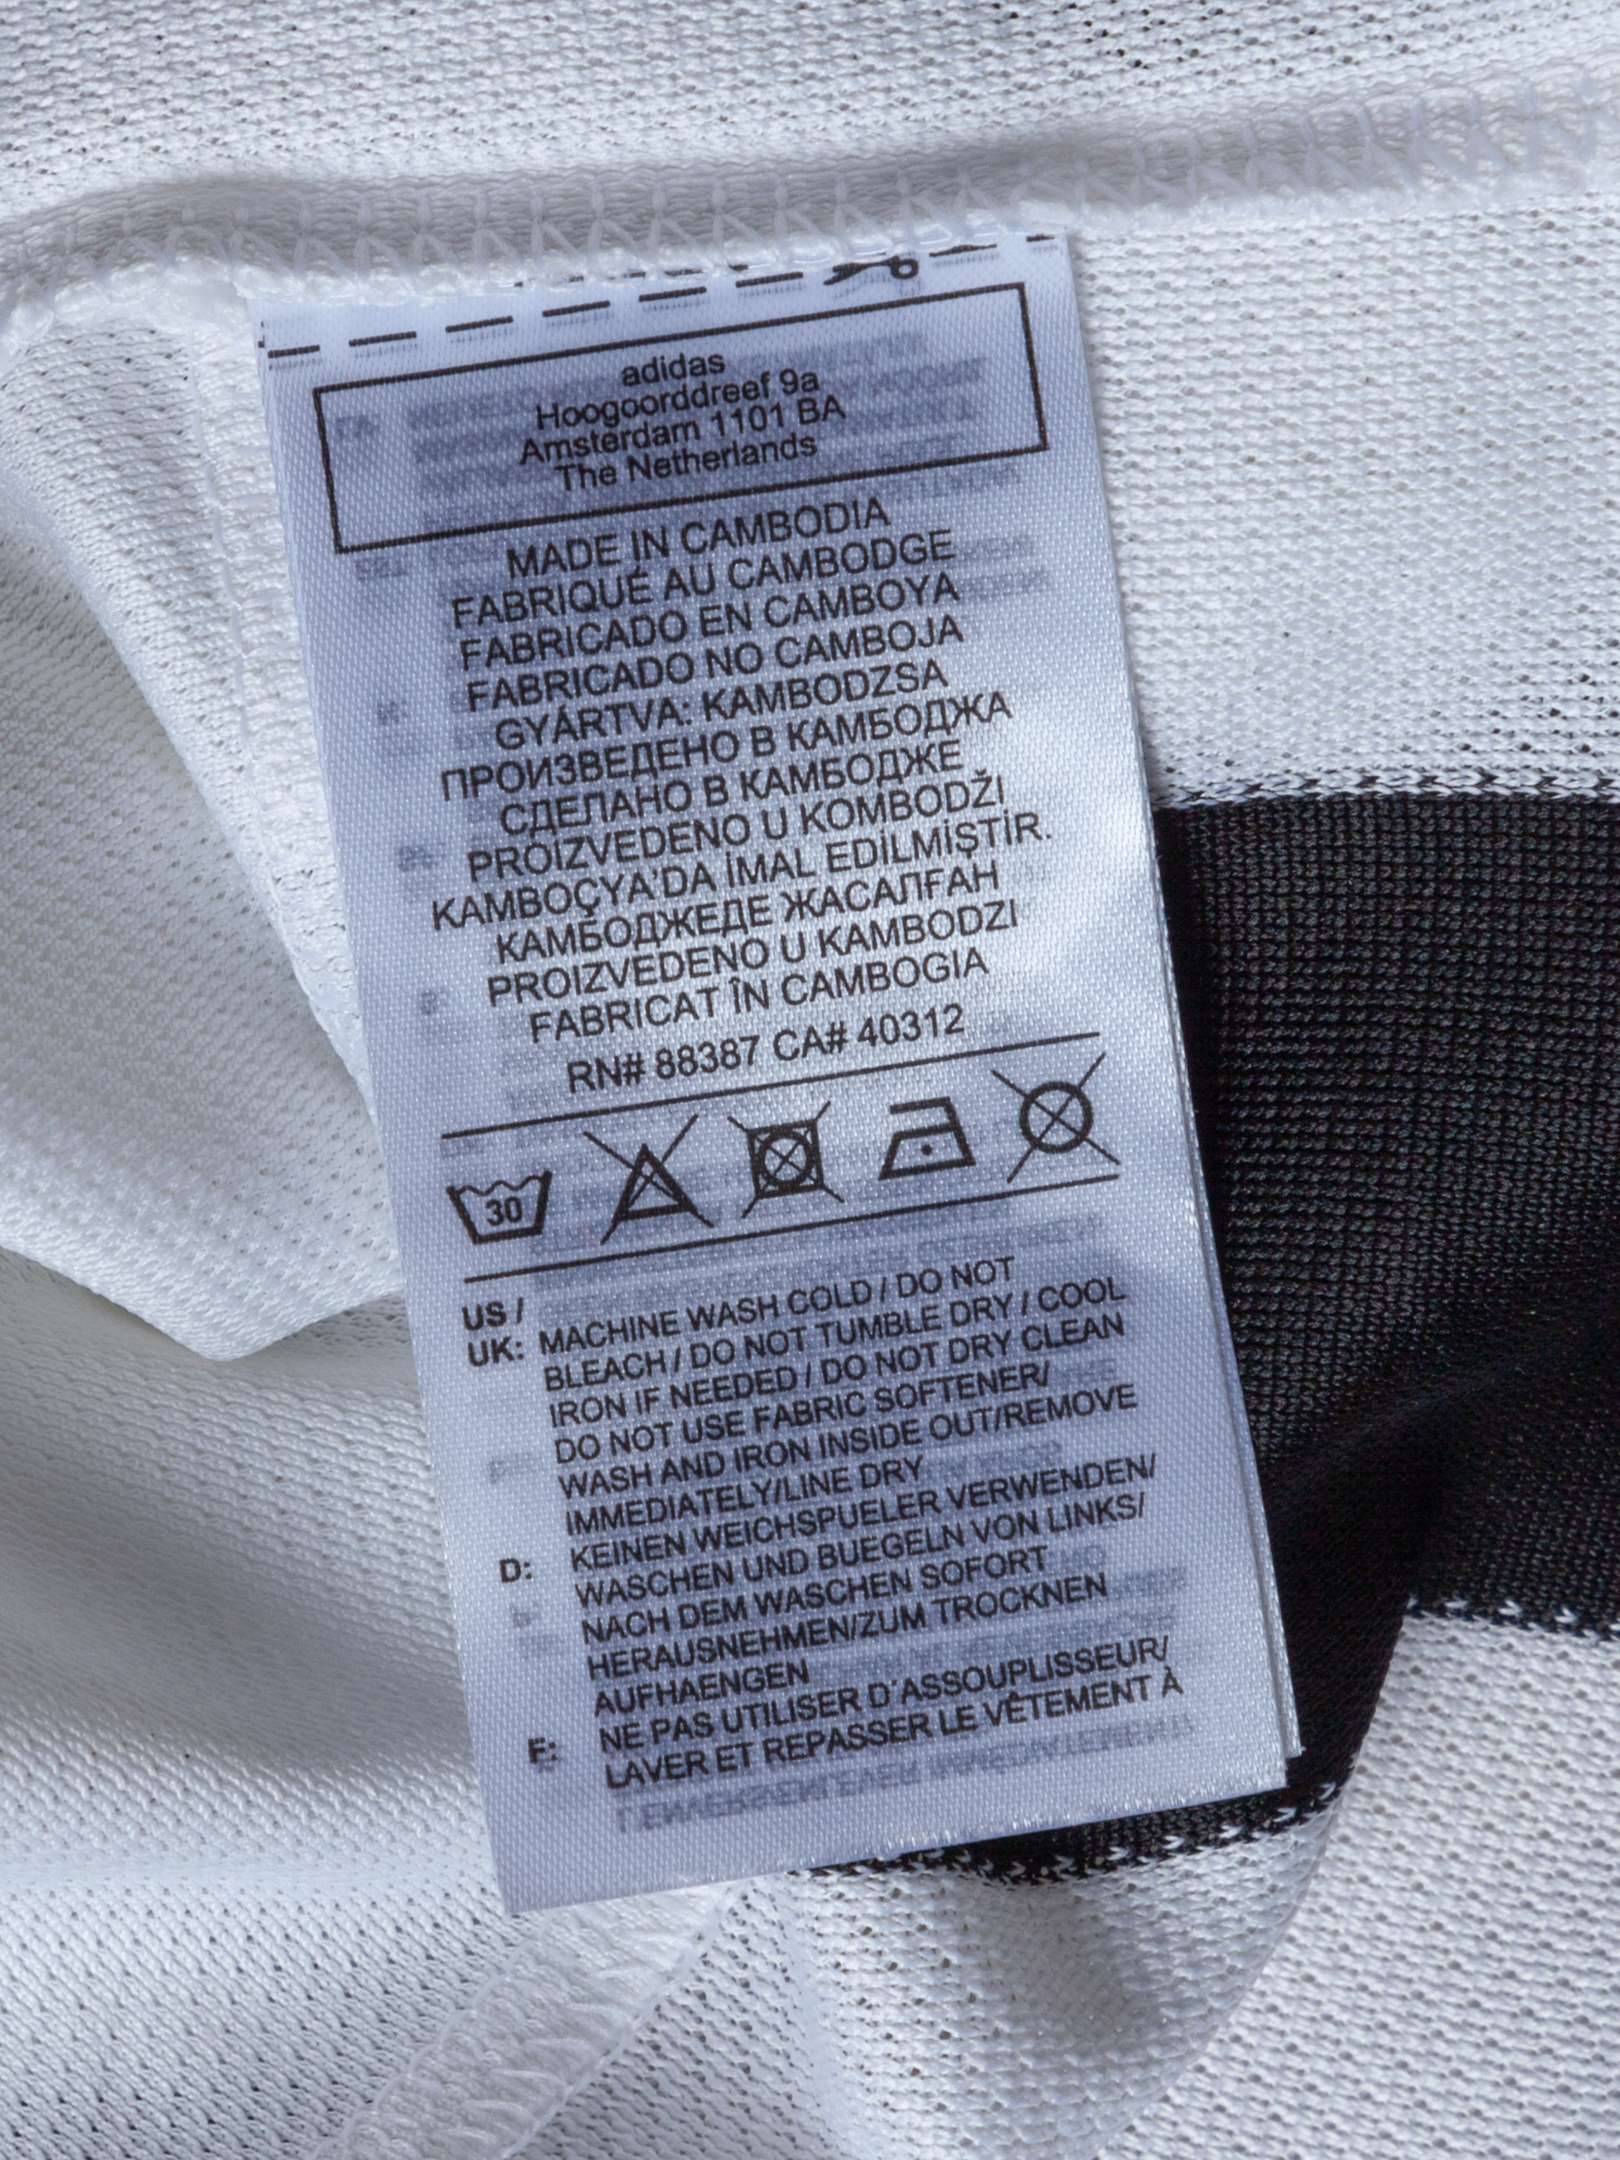 adidas
Hoogoorddreef 9a
Amsterdam 1101 BA
The Netherlands
MADE IN CAMBODIA
FABRIQUÉ AU CAMBODGE
FABRICADO EN CAMBOYA
FABRICADO NO CAMBOJA
GYÁRTVA: KAMBODZSA
ПРОИЗВЕДЕНО В КАМБОДЖА
СДЕЛАНО В КАМБОДЖЕ
PROIZVEDENO U KOMBODŽI
KAMBOÇYA'DA İMAL EDİLMİŞTİR.
КАМБОДЖЕДЕ ЖАСАЛҒАН
PROIZVEDENO U KAMBODZI
FABRICAT ÎN CAMBOGIA
RN# 88387 CA# 40312
30
US /
UK: MACHINE WASH COLD / DO NOT
BLEACH / DO NOT TUMBLE DRY / COOL
IRON IF NEEDED / DO NOT DRY CLEAN
DO NOT USE FABRIC SOFTENER/
WASH AND IRON INSIDE OUT/REMOVE
IMMEDIATELY/LINE DRY
D: KEINEN WEICHSPUELER VERWENDEN/
WASCHEN UND BUEGELN VON LINKS/
NACH DEM WASCHEN SOFORT
HERAUSNEHMEN/ZUM TROCKNEN
AUFHAENGEN
F: NE PAS UTILISER D'ASSOUPLISSEUR/
LAVER ET REPASSER LE VÊTEMENT À